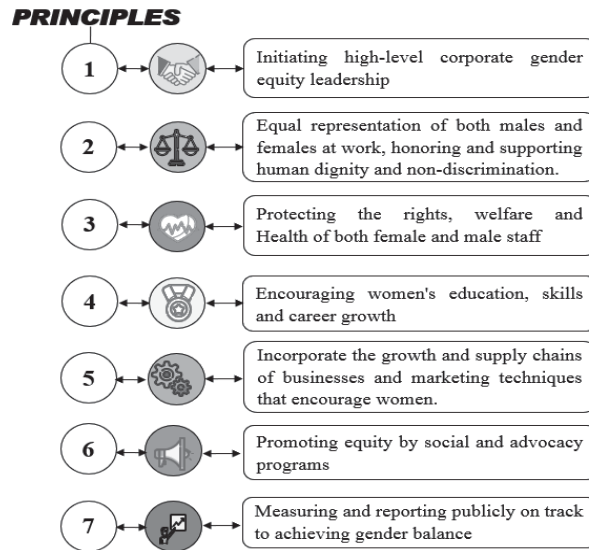 PRINCIPLES
1
Initiating high-level corporate gender
equity leadership
2
Equal representation of both males and
females at work, honoring and supporting
human dignity and non-discrimination.
3
Protecting the rights, welfare and
Health of both female and male staff
4
Encouraging women's education, skills
and career growth
5
Incorporate the growth and supply chains
of businesses and marketing techniques
that encourage women.
6
Promoting equity by social and advocacy
programs
7
Measuring and reporting publicly on track
to achieving gender balance